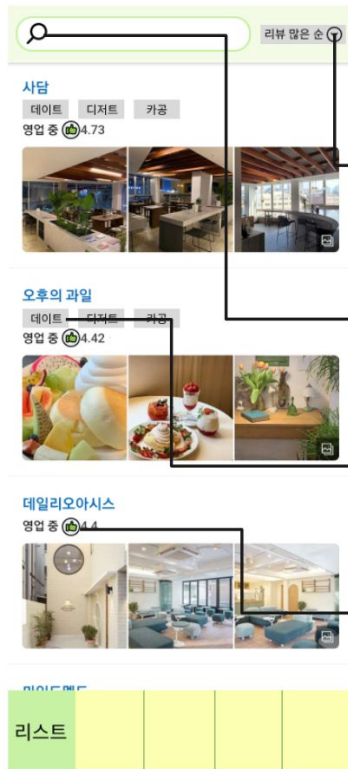 리뷰 많은 순
사담
데이트 디저트 카공
영업 중 4.73
오후의 과일
데이트 디저트 카공
영업 중 4.42
데일리오아시스
영업 중 4.4
리스트